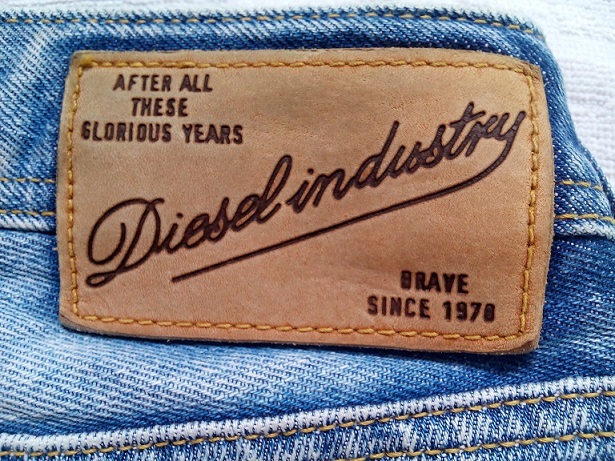 AFTER ALL
THESE
GLORIOUS YEARS
Diesel industry
BRAVE
SINCE 1978